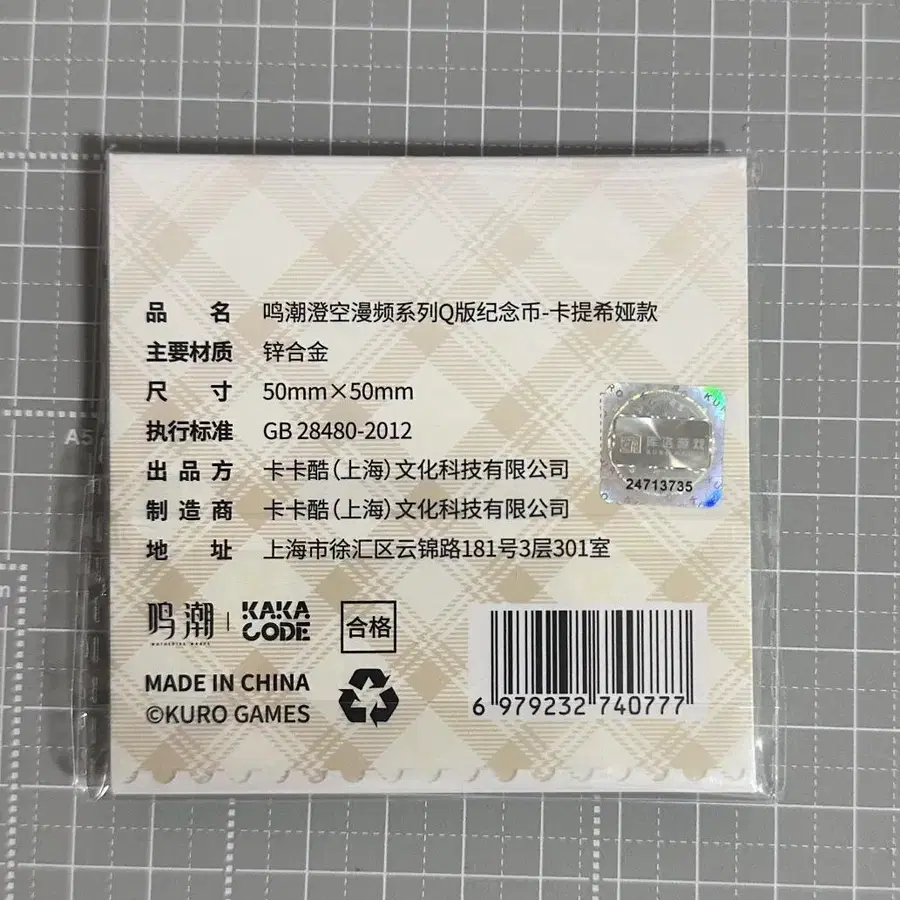 品名 鸣潮澄空漫频系列Q版纪念币-卡提希娅款
主要材质 锌合金
尺寸 50mm×50mm
执行标准 GB 28480-2012
出品方 卡卡酷(上海)文化科技有限公司
制造商 卡卡酷(上海)文化科技有限公司
地址 上海市徐汇区云锦路181号3层301室
库洛游戏
24713735
鸣潮 | KAKA CODE
合格
MADE IN CHINA
©KURO GAMES
6 979232 740777
A5